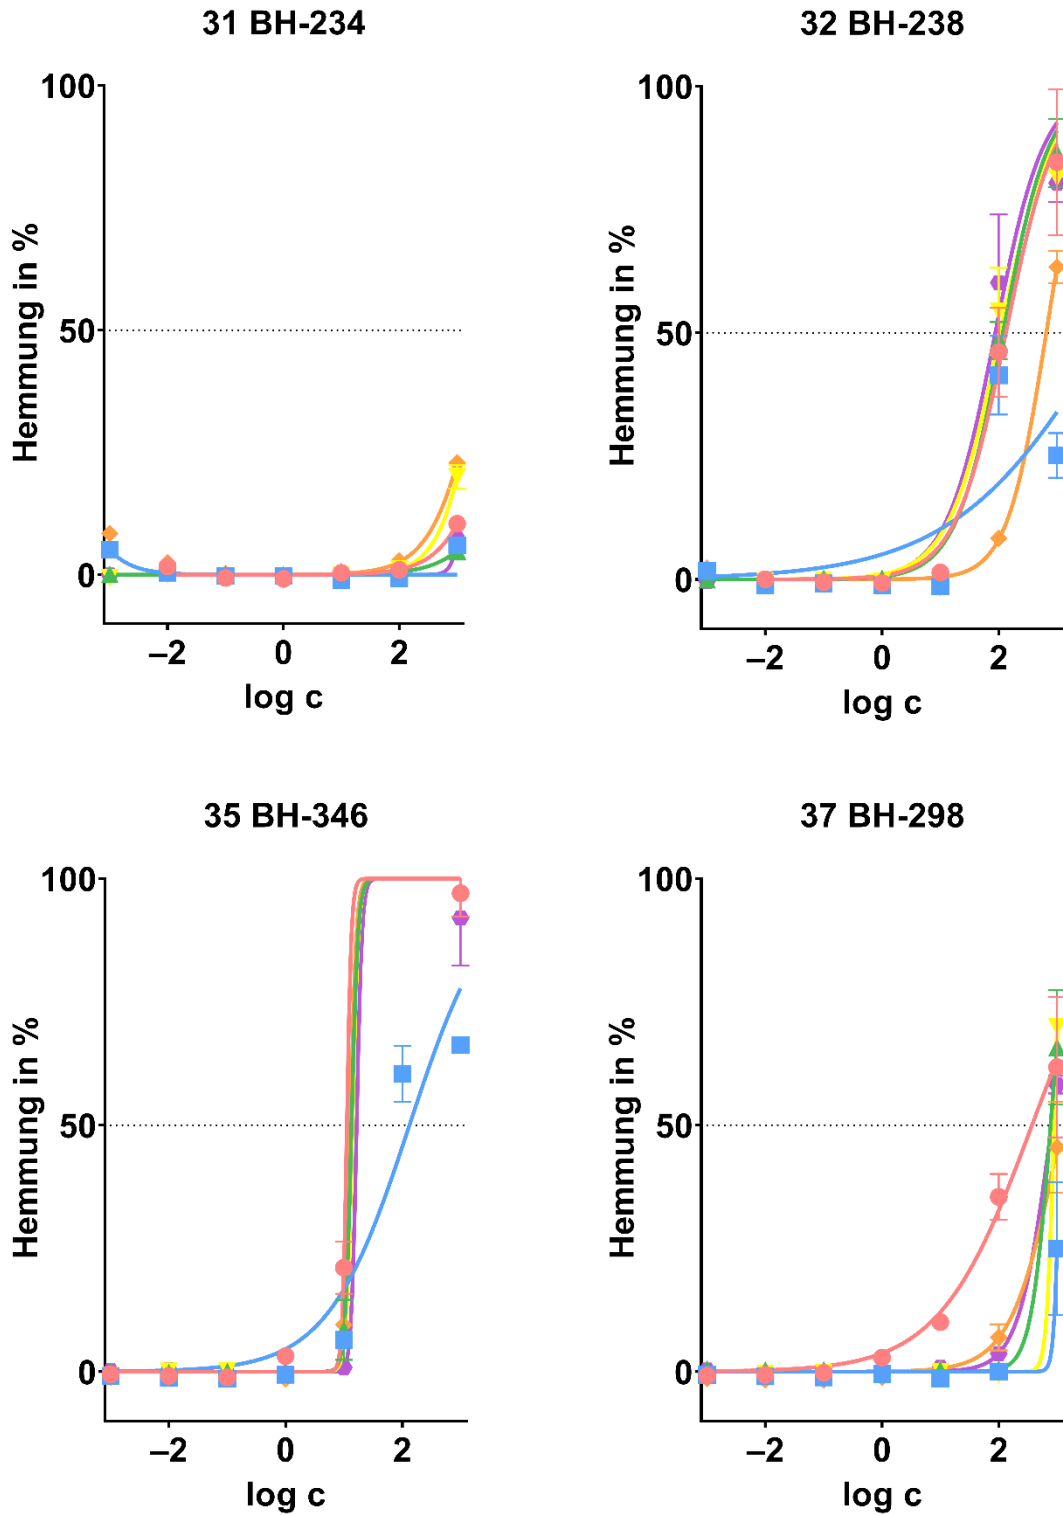 31 BH-234
100
50
0
Hemmung in %
–2 0 2
log c
32 BH-238
100
50
0
Hemmung in %
–2 0 2
log c
35 BH-346
100
50
0
Hemmung in %
–2 0 2
log c
37 BH-298
100
50
0
Hemmung in %
–2 0 2
log c